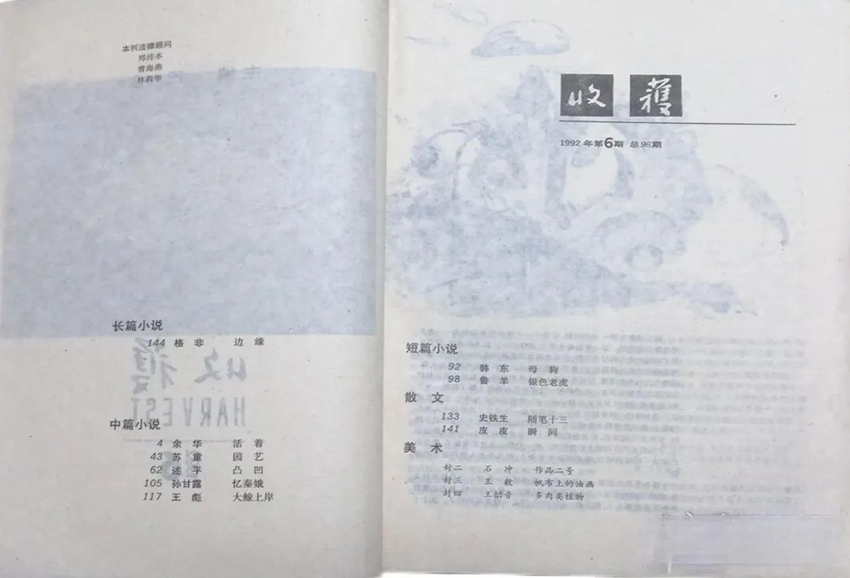 本刊法律顾问
郑传本
曹海燕
林莉华
长篇小说
144 格非 边缘
中篇小说
4 余华 活着
43 苏童 园艺
62 述平 凸凹
105 孙甘露 忆秦娥
117 王彪 大鲸上岸
收穫
1992年第6期 总98期
短篇小说
92 韩东 母狗
98 鲁羊 银色老虎
散文
133 史铁生 随笔十三
141 皮皮 瞬间
美术
封二 石冲 作品二号
封三 王毅 帆布上的油画
封四 王幼音 多肉类植物
收穫
HARVEST